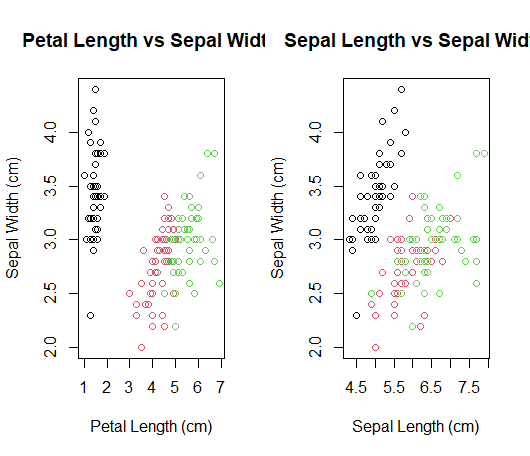 Petal Length vs Sepal Widt
Sepal Width (cm)
2.0 2.5 3.0 3.5 4.0
1 2 3 4 5 6 7
Petal Length (cm)
Sepal Length vs Sepal Widt
Sepal Width (cm)
2.0 2.5 3.0 3.5 4.0
4.5 5.5 6.5 7.5
Sepal Length (cm)